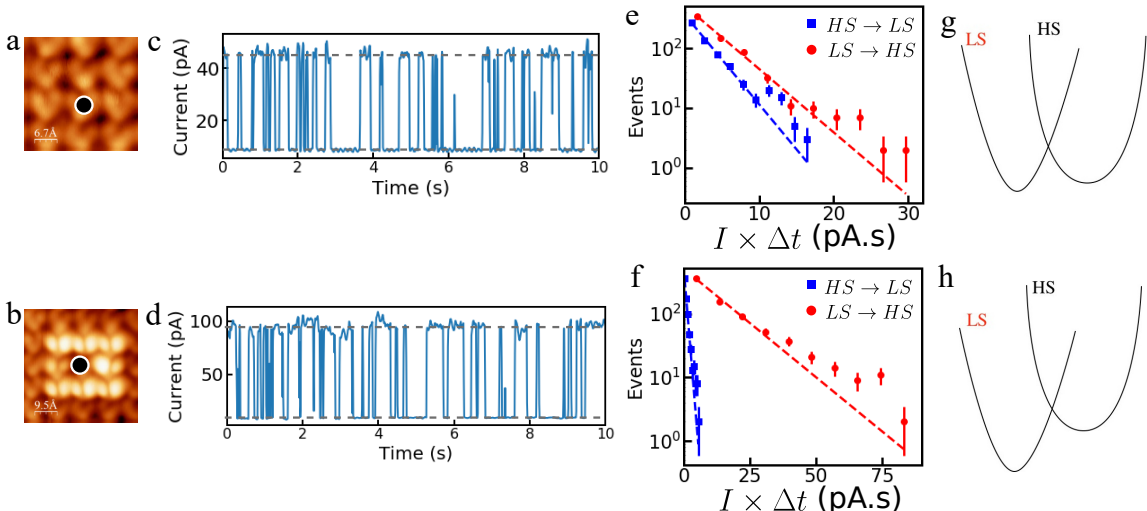 a
6.7Å
c
Current (pA)
40
20
0
2
4
6
8
10
Time (s)
e
Events
10²
10¹
10⁰
HS → LS
LS → HS
0
10
20
30
I × Δt (pA.s)
g
LS
HS
b
9.5Å
d
Current (pA)
100
50
0
2
4
6
8
10
Time (s)
f
Events
10²
10¹
10⁰
HS → LS
LS → HS
0
25
50
75
I × Δt (pA.s)
h
LS
HS